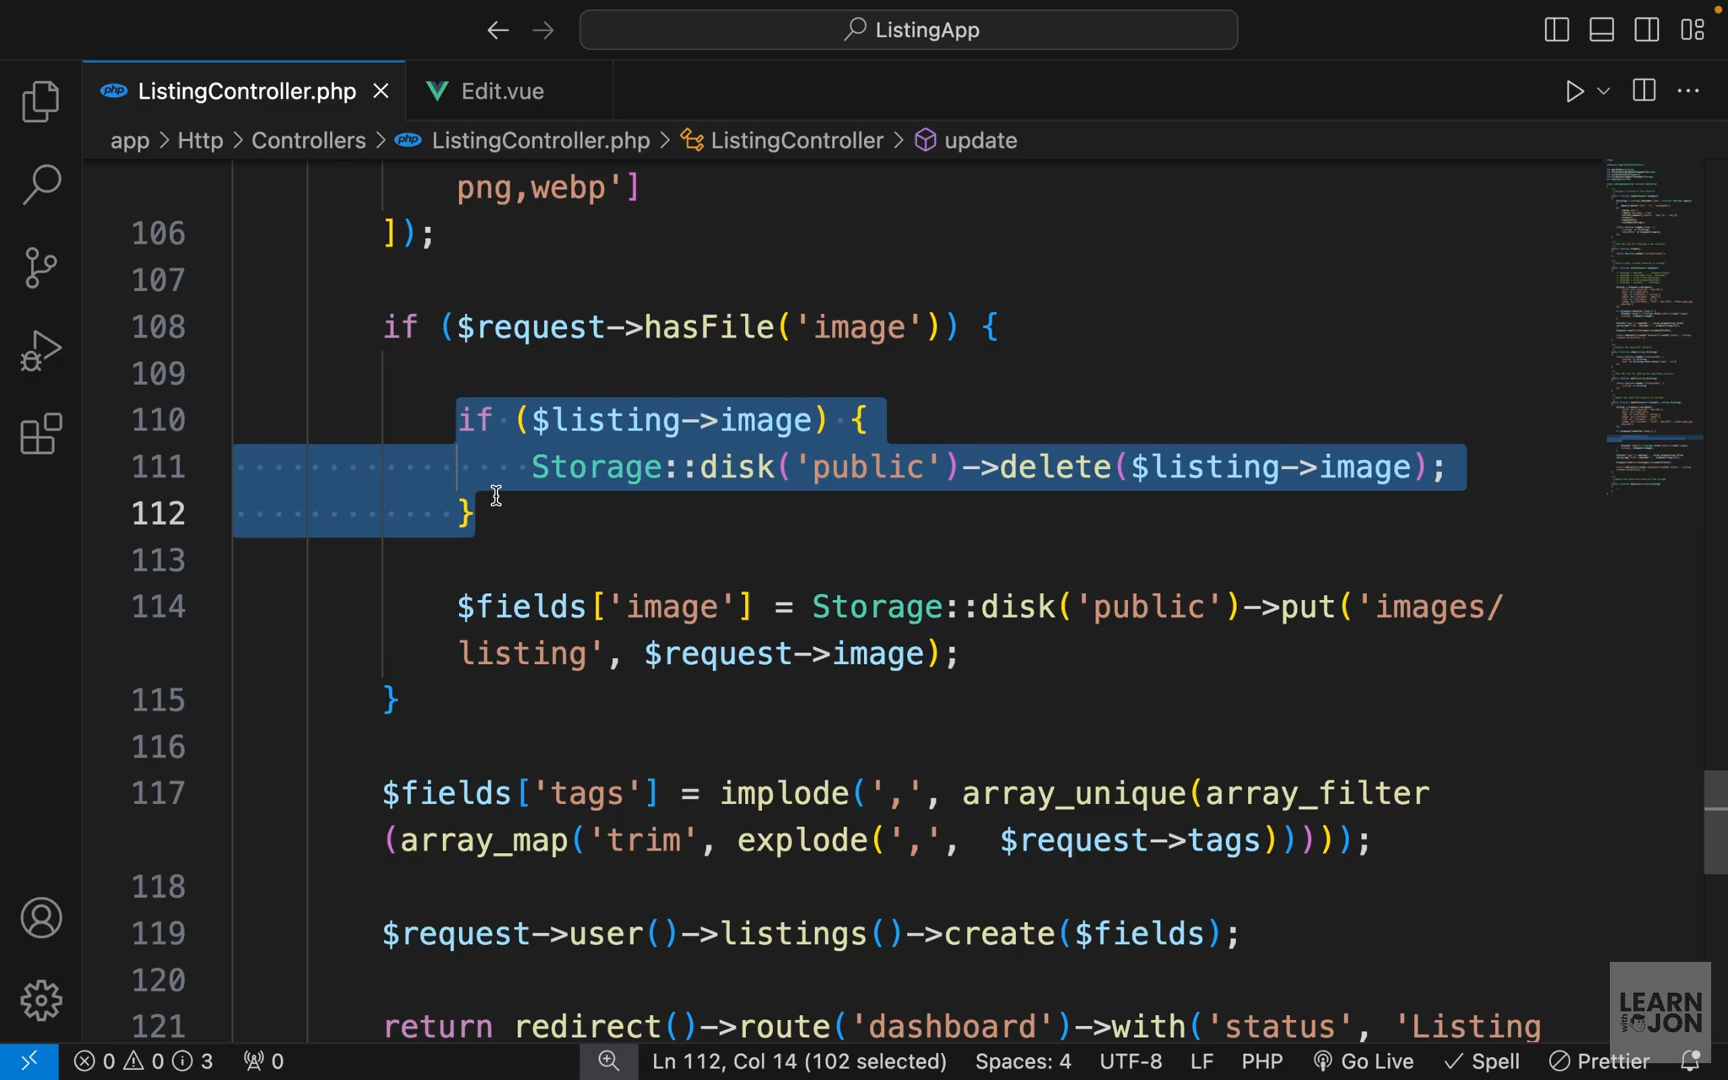 ListingApp
ListingController.php
Edit.vue
app > Http > Controllers > php ListingController.php > ListingController > update
png,webp']
106 ]);
107
108 if ($request->hasFile('image')) {
109
110 if ($listing->image) {
111 Storage::disk('public')->delete($listing->image);
112 }
113
114 $fields['image'] = Storage::disk('public')->put('images/
listing', $request->image);
115 }
116
117 $fields['tags'] = implode(',', array_unique(array_filter
(array_map('trim', explode(',', $request->tags)))));
118
119 $request->user()->listings()->create($fields);
120
121 return redirect()->route('dashboard')->with('status', 'Listing
LEARN
with
JON
0 0 3 0 Ln 112, Col 14 (102 selected) Spaces: 4 UTF-8 LF PHP Go Live Spell Prettier